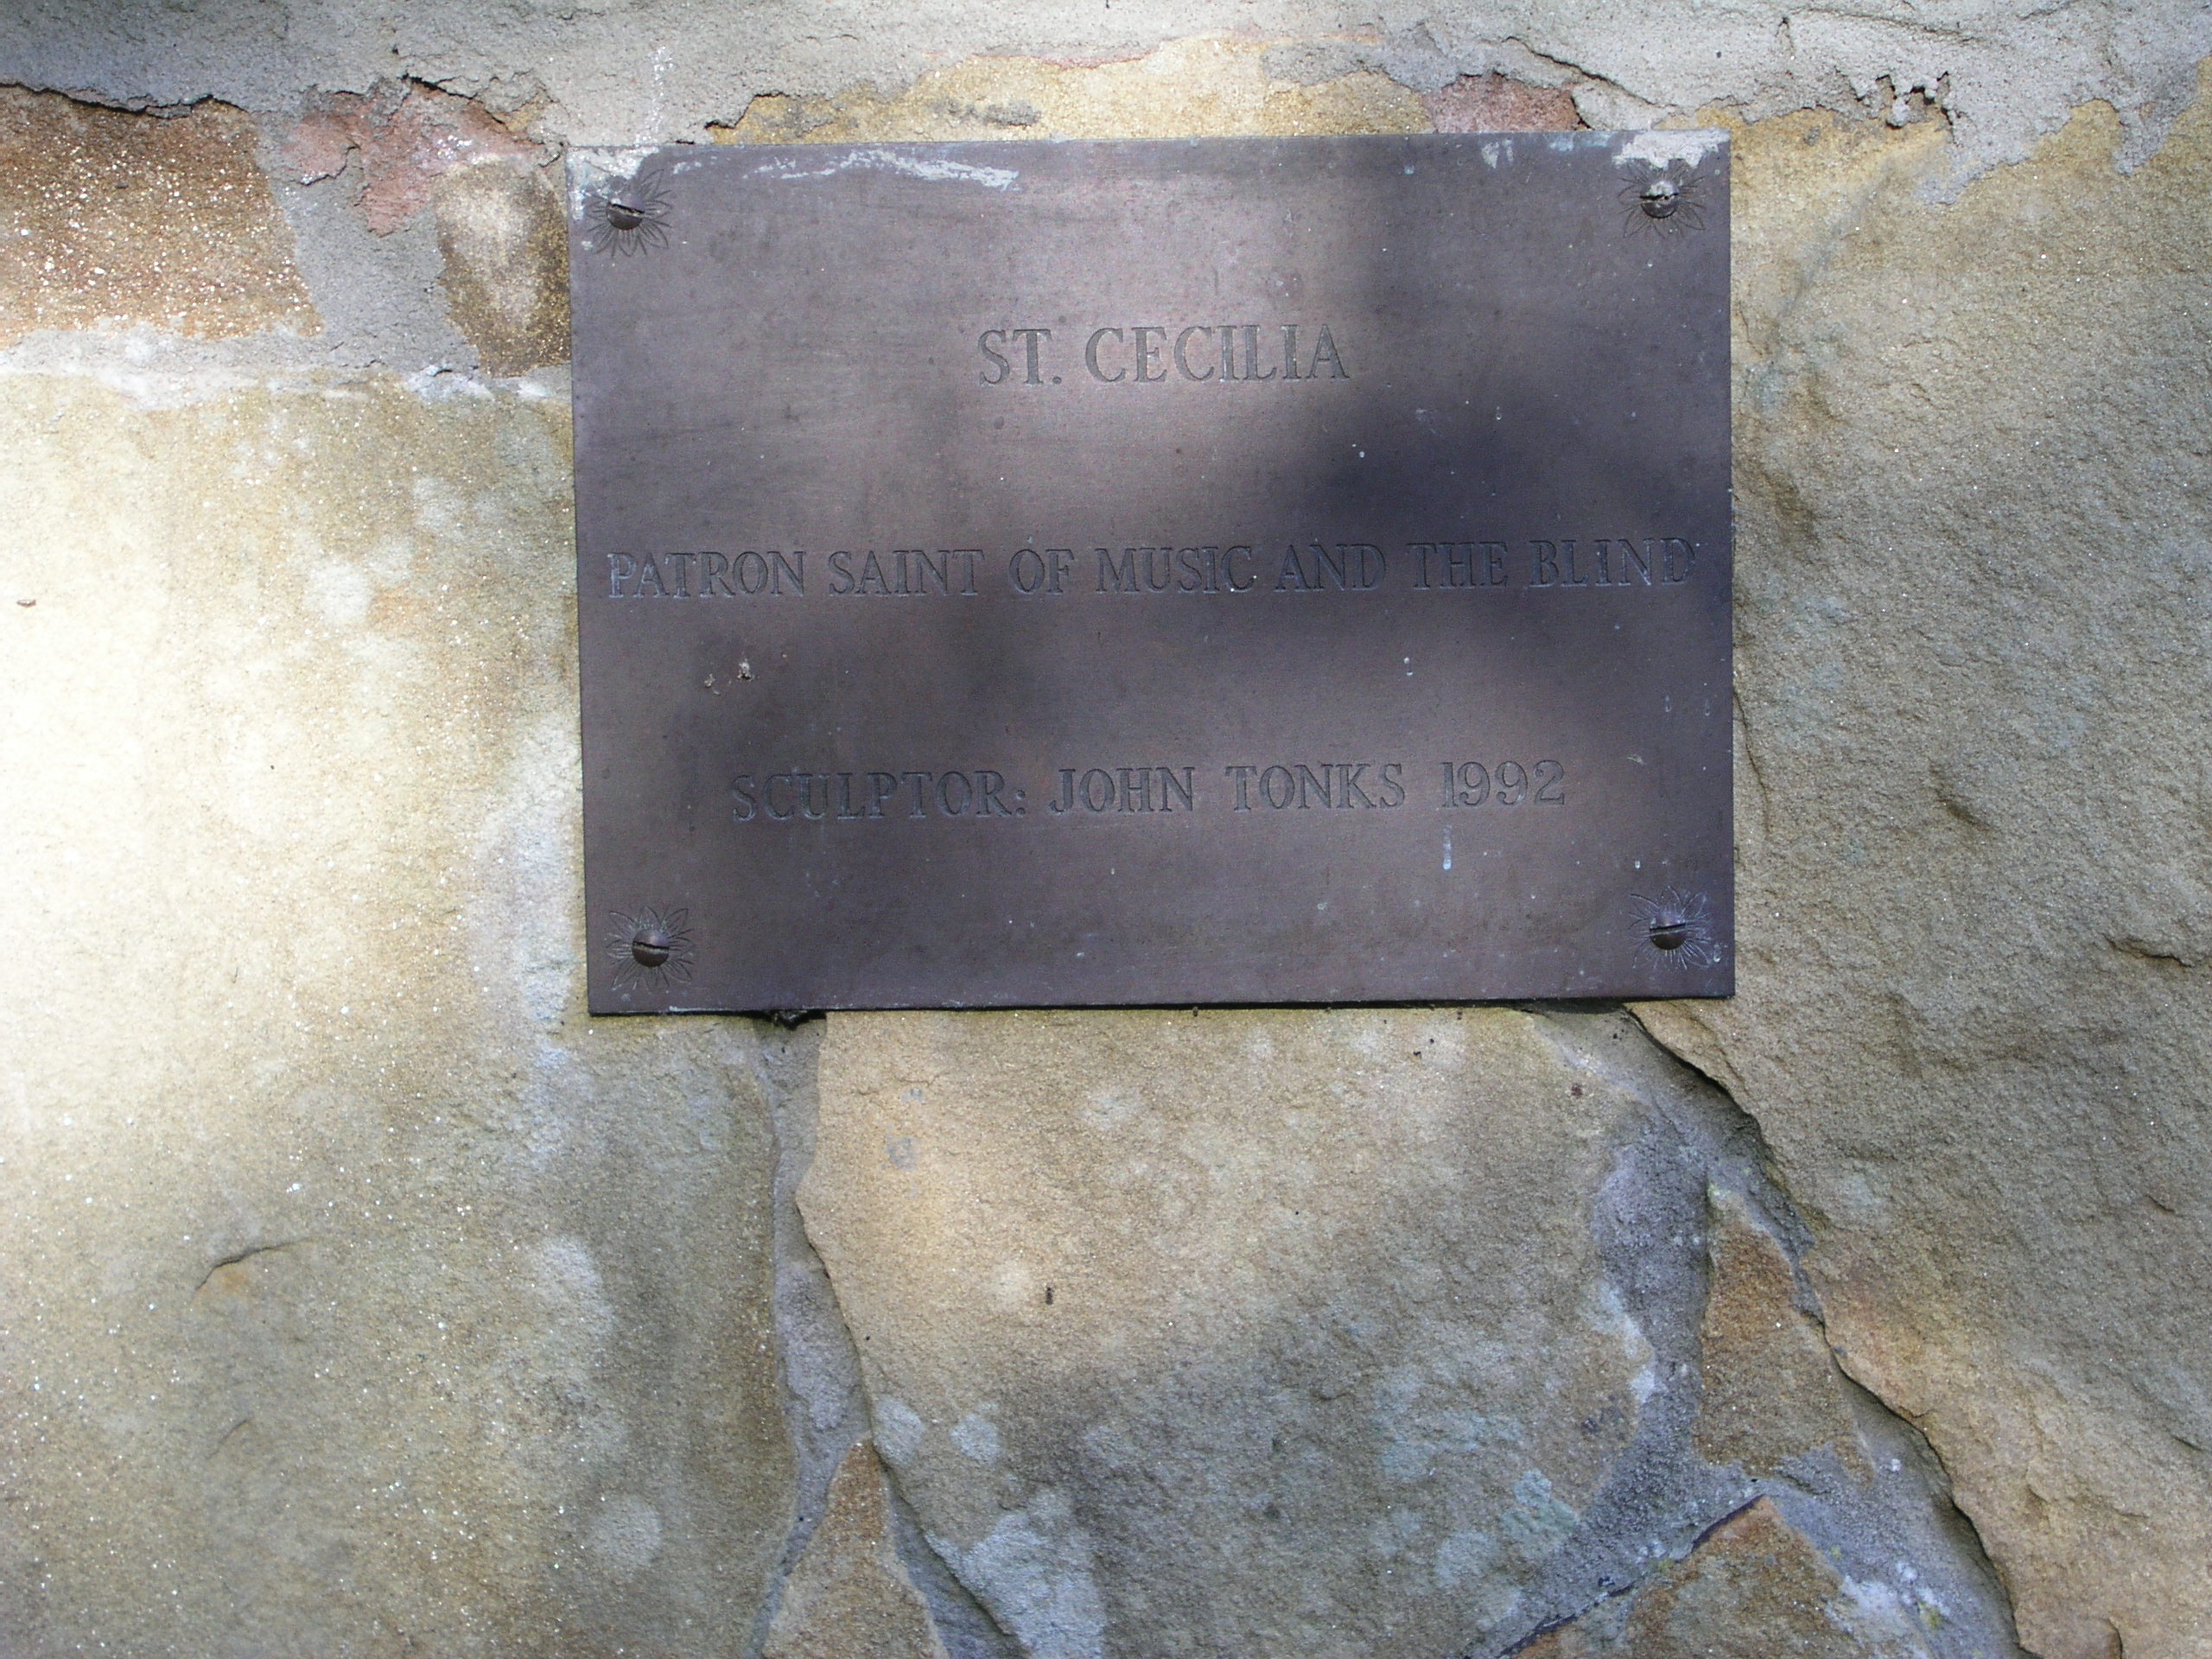 ST. CECILIA
PATRON SAINT OF MUSIC AND THE BLIND
SCULPTOR: JOHN TONKS 1992